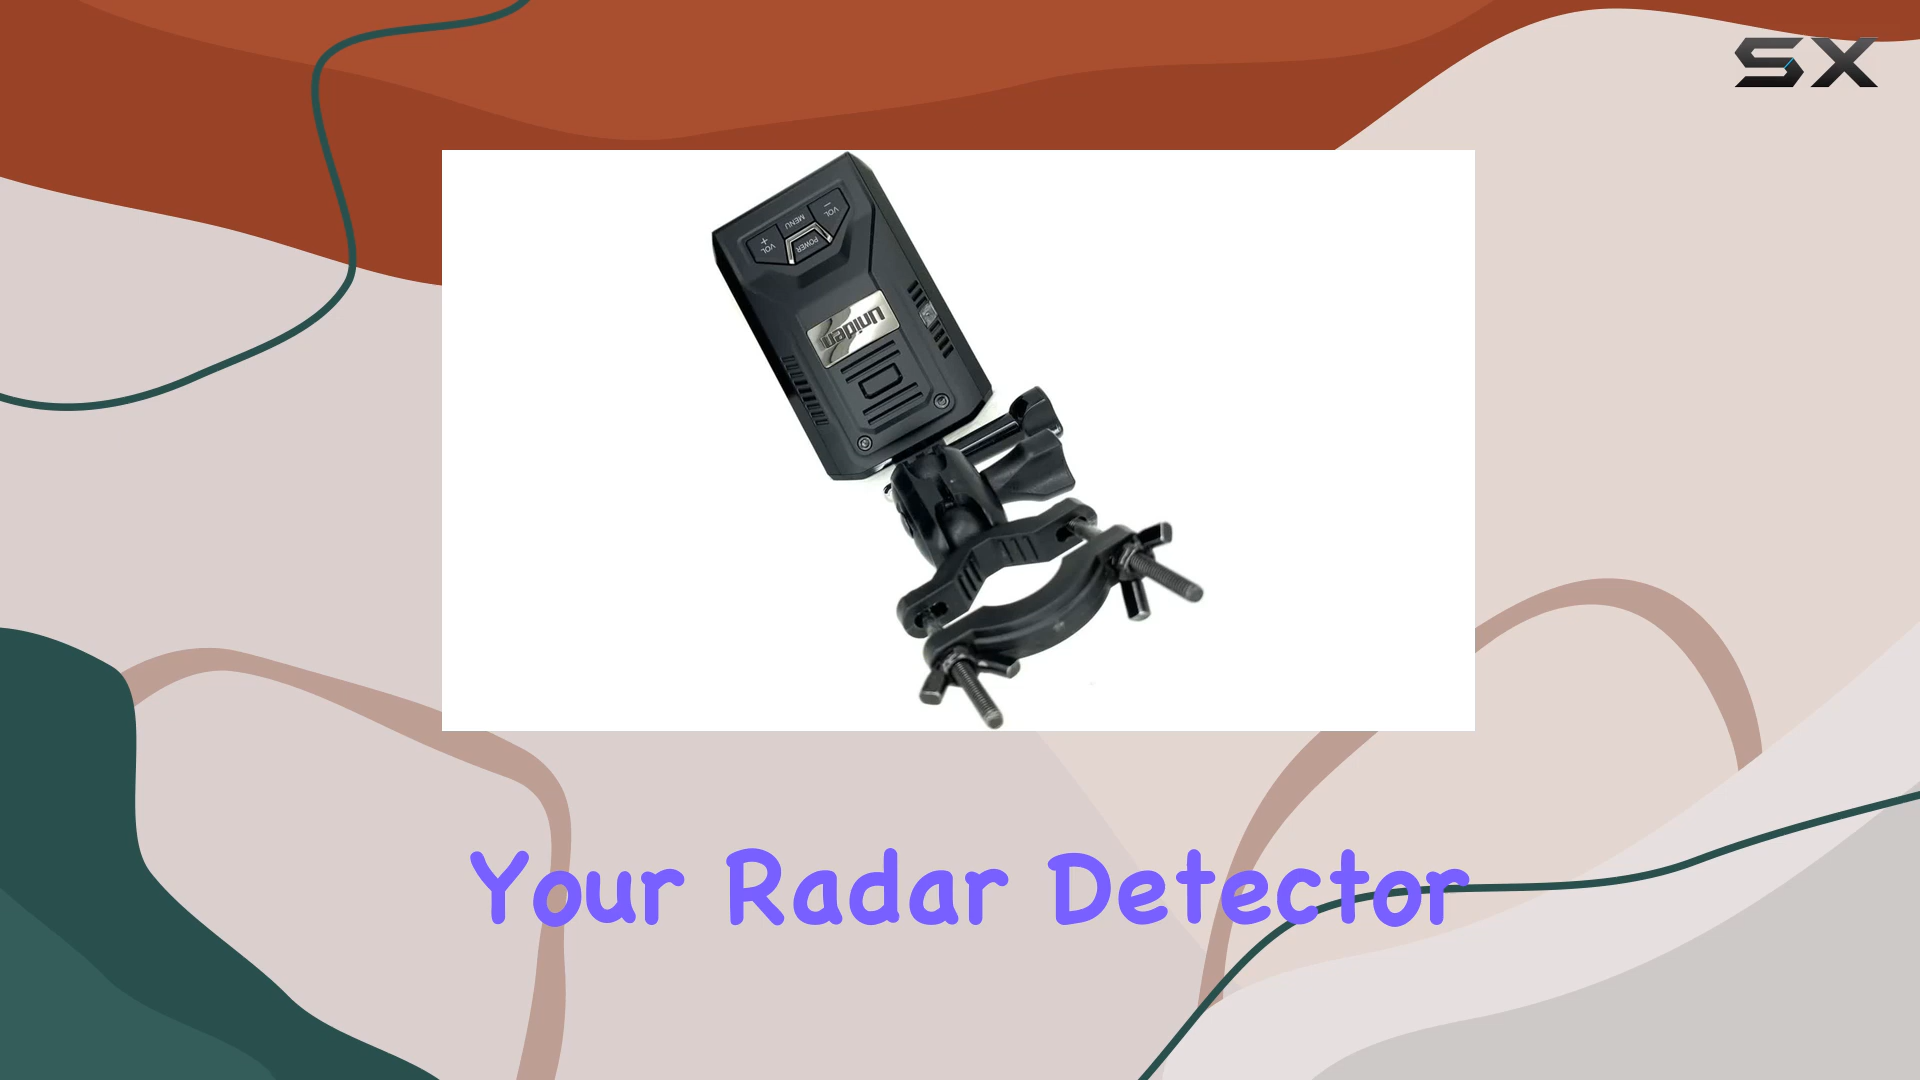 SX
VOL -
MENU
POWER
VOL +
Uniden
Your Radar Detector